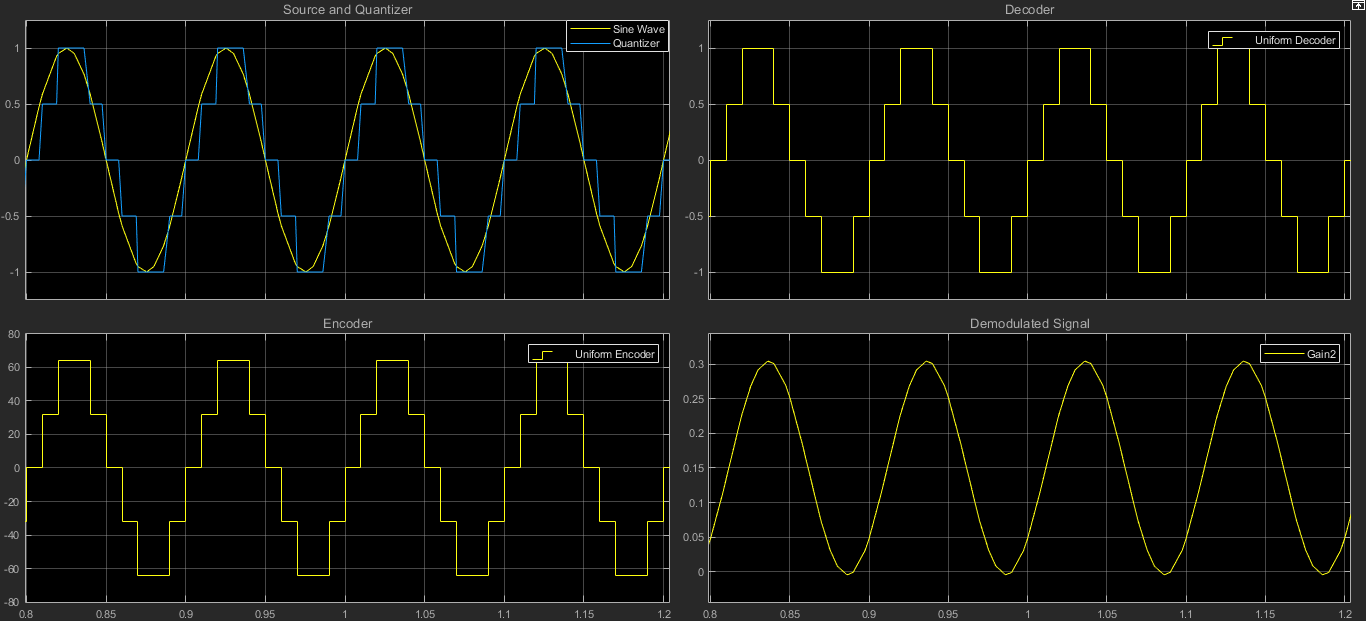 Source and Quantizer
Sine Wave
Quantizer
1
0.5
0
-0.5
-1
Decoder
Uniform Decoder
1
0.5
0
-0.5
-1
Encoder
Uniform Encoder
80
60
40
20
0
-20
-40
-60
-80
0.8 0.85 0.9 0.95 1 1.05 1.1 1.15 1.2
Demodulated Signal
Gain2
0.3
0.25
0.2
0.15
0.1
0.05
0
0.8 0.85 0.9 0.95 1 1.05 1.1 1.15 1.2